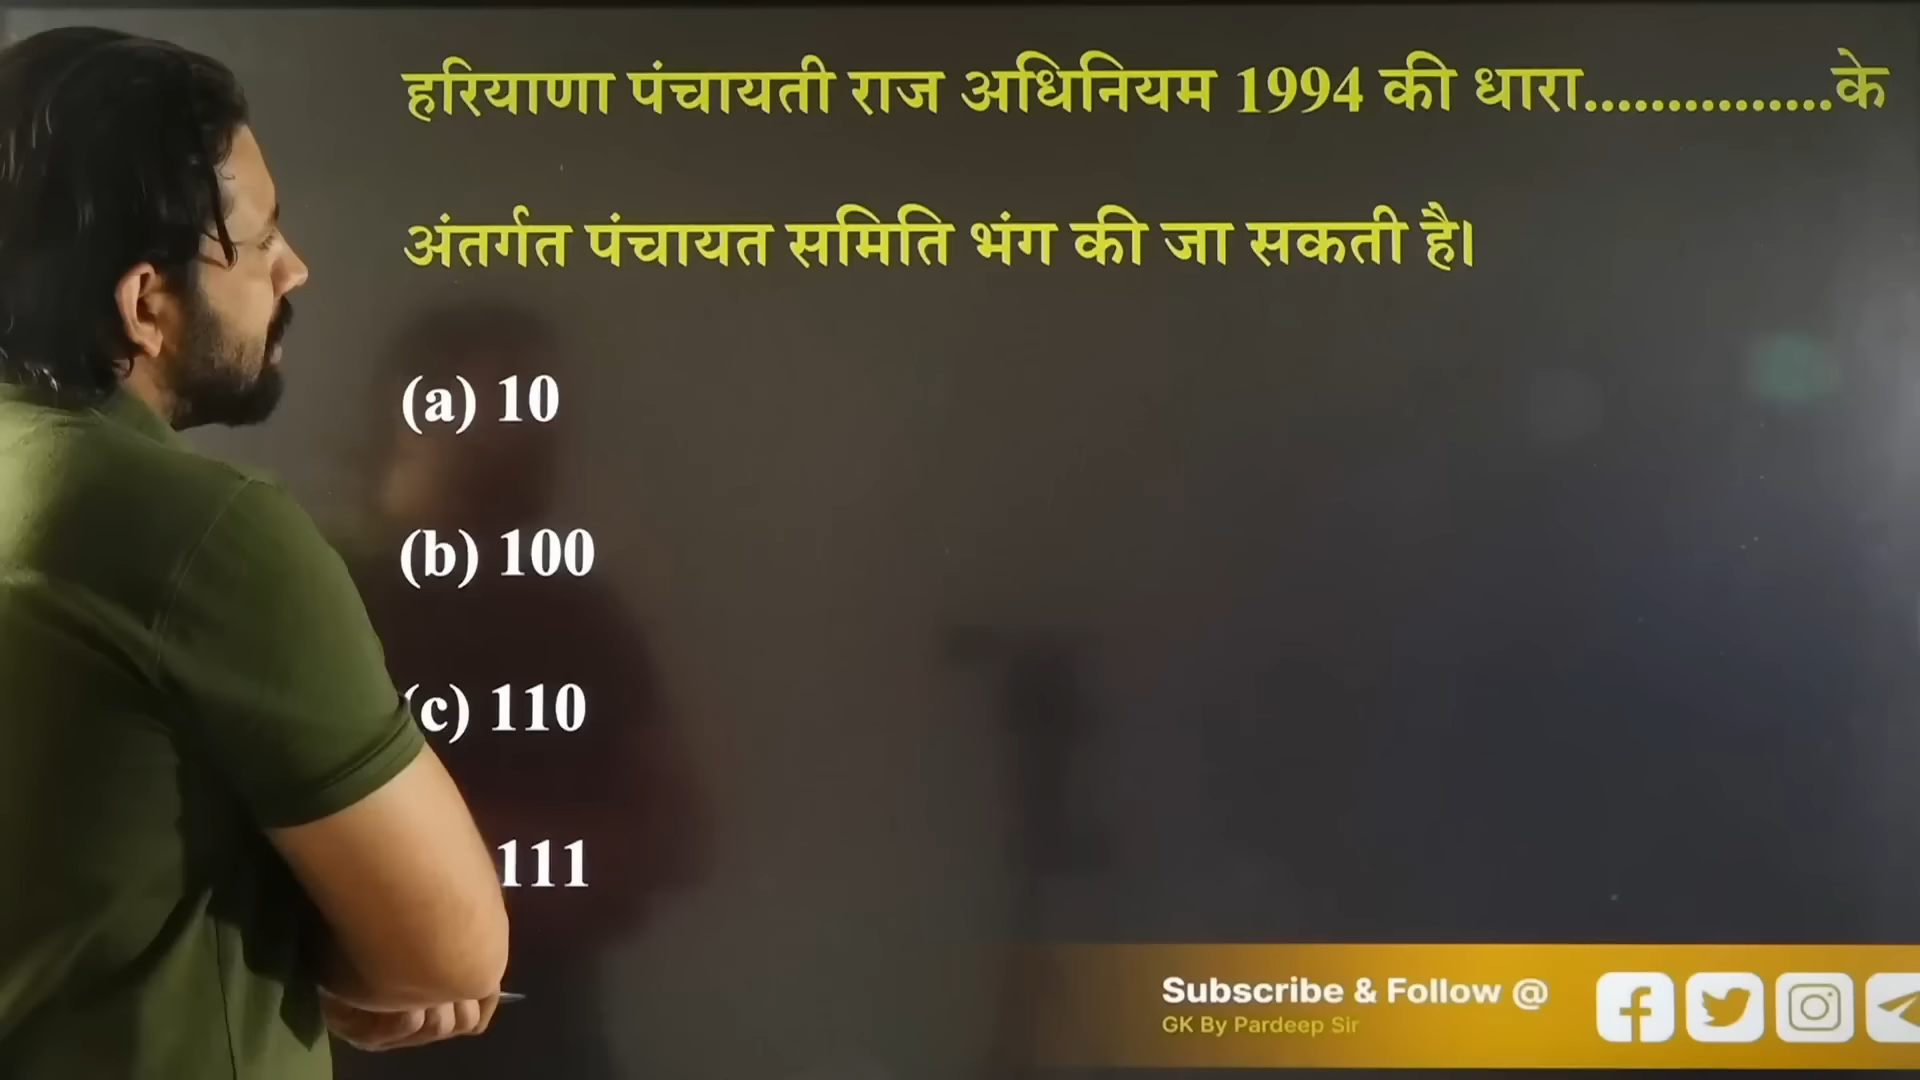 हरियाणा पंचायती राज अधिनियम 1994 की धारा...............के
अंतर्गत पंचायत समिति भंग की जा सकती है।
(a) 10
(b) 100
(c) 110
111
Subscribe & Follow @
GK By Pardeep Sir